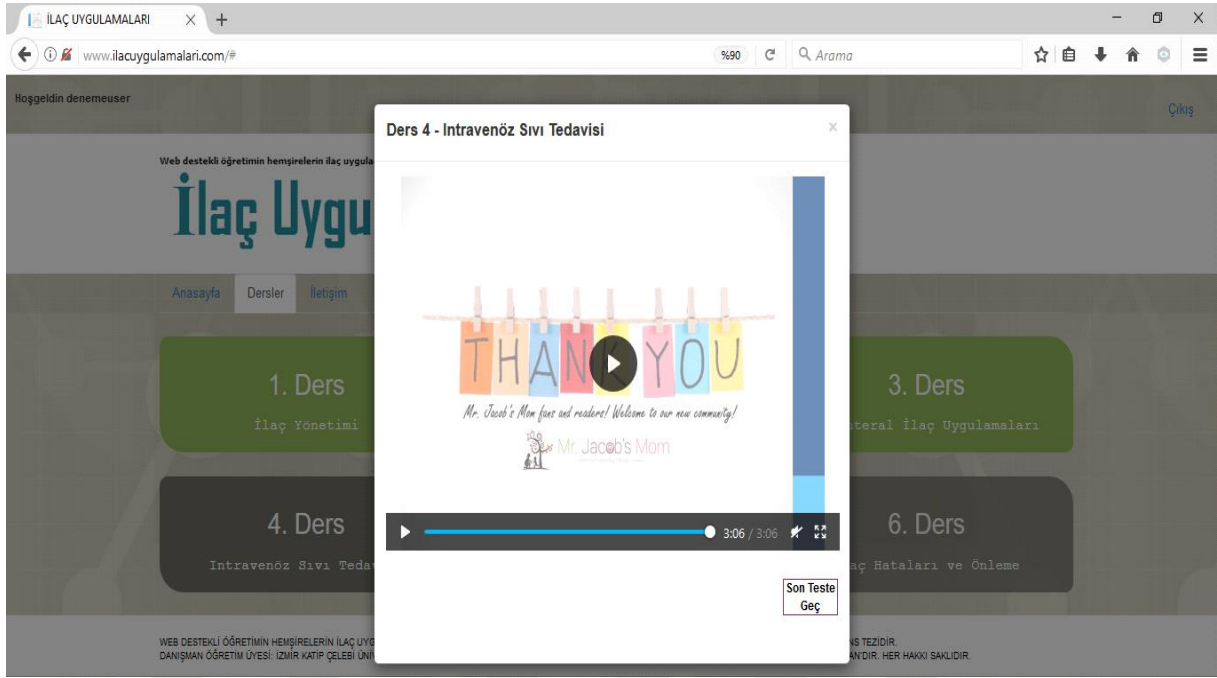 İLAÇ UYGULAMALARI
www.ilacuygulamalari.com/#
%90
Arama
Hoşgeldin denemeuser
Çıkış
Ders 4 - Intravenöz Sıvı Tedavisi
×
Web destekli öğretimin hemşirelerin ilaç uygula
İlaç Uygu
Anasayfa Dersler İletişim
THANK YOU
Mr. Jacob's Mom fans and readers! Welcome to our new community!
Mr. Jacob's Mom
1. Ders
İlaç Yönetimi
3. Ders
nteral İlaç Uygulamaları
4. Ders
Intravenöz Sıvı Teda
6. Ders
aç Hataları ve Önleme
3:06 / 3:06
Son Teste
Geç
WEB DESTEKLİ ÖĞRETİMİN HEMŞİRELERİN İLAÇ UYG
NS TEZİDİR.
DANIŞMAN ÖĞRETİM ÜYESİ: İZMİR KATİP ÇELEBİ ÜNİ
AN'DIR. HER HAKKI SAKLIDIR.